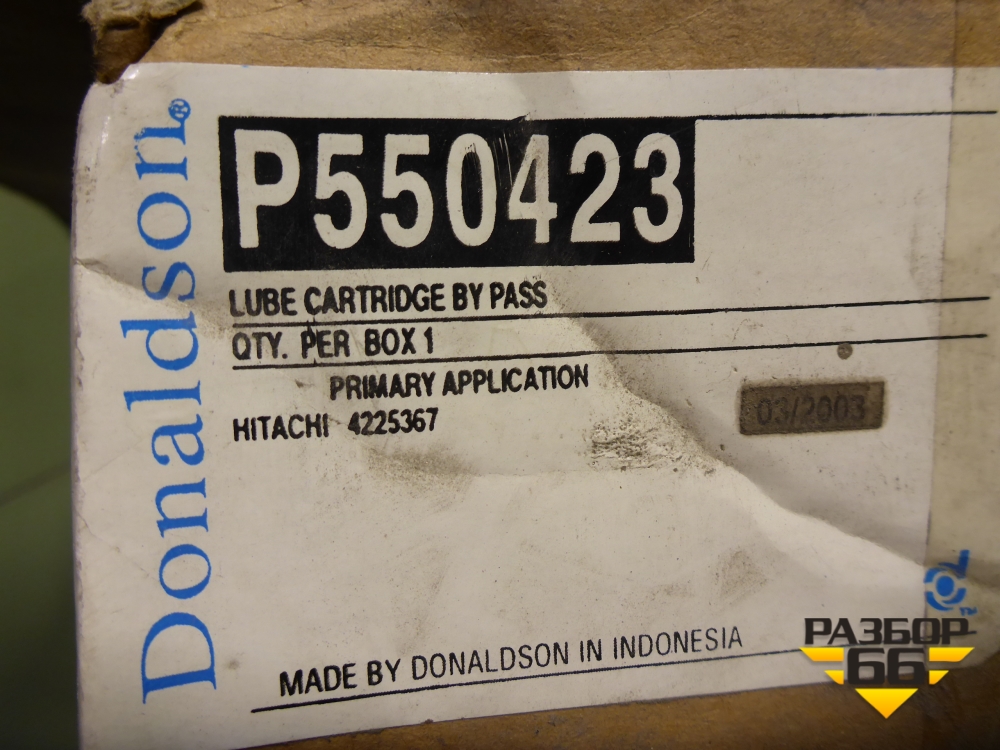 Donaldson®
P550423
LUBE CARTRIDGE BY PASS
QTY. PER BOX 1
PRIMARY APPLICATION
HITACHI 4225367
03/2003
MADE BY DONALDSON IN INDONESIA
РАЗБОР
66